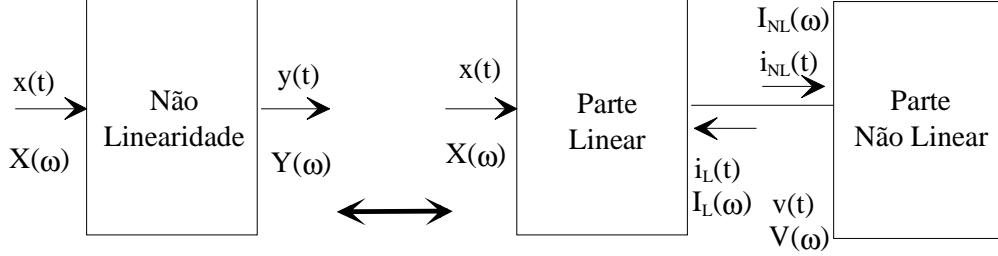 x(t)
X(ω)
Não
Linearidade
y(t)
Y(ω)
x(t)
X(ω)
Parte
Linear
I_NL(ω)
i_NL(t)
i_L(t)
I_L(ω)
v(t)
V(ω)
Parte
Não Linear